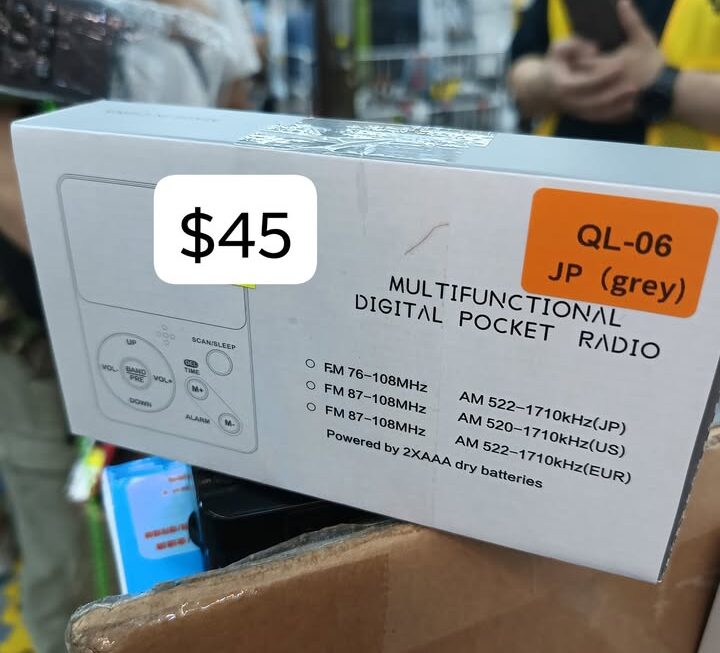 $45
QL-06
JP (grey)
MULTIFUNCTIONAL
DIGITAL POCKET RADIO
UP
VOL-
BAND
PRE
VOL+
DOWN
SCAN/SLEEP
TIME
M+
ALARM
M-
FM 76-108MHz AM 522-1710kHz(JP)
FM 87-108MHz AM 520-1710kHz(US)
FM 87-108MHz AM 522-1710kHz(EUR)
Powered by 2XAAA dry batteries